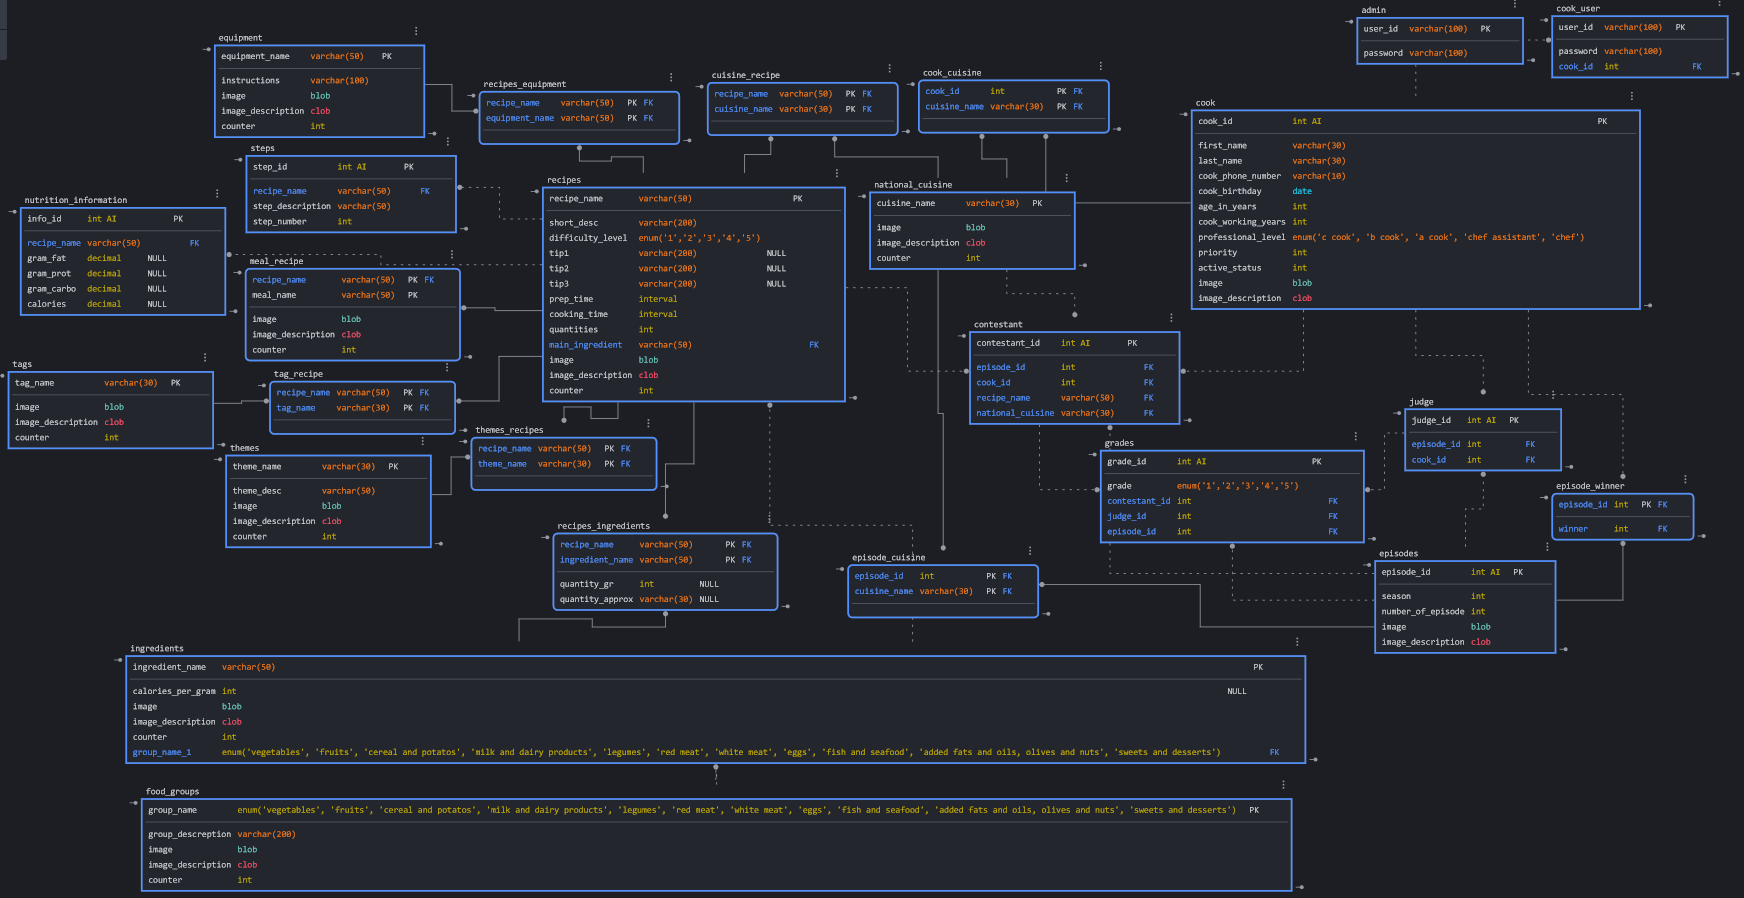 admin
user_id varchar(100) PK
password varchar(100)
cook_user
user_id varchar(100) PK
password varchar(100)
cook_id int FK
equipment
equipment_name varchar(50) PK
instructions varchar(100)
image blob
image_description clob
counter int
recipes_equipment
recipe_name varchar(50) PK FK
equipment_name varchar(50) PK FK
cuisine_recipe
recipe_name varchar(50) PK FK
cuisine_name varchar(30) PK FK
cook_cuisine
cook_id int PK FK
cuisine_name varchar(30) PK FK
cook
cook_id int AI PK
first_name varchar(30)
last_name varchar(30)
cook_phone_number varchar(10)
cook_birthday date
age_in_years int
cook_working_years int
professional_level enum('c cook', 'b cook', 'a cook', 'chef assistant', 'chef')
priority int
active_status int
image blob
image_description clob
steps
step_id int AI PK
recipe_name varchar(50) FK
step_description varchar(50)
step_number int
recipes
recipe_name varchar(50) PK
short_desc varchar(200)
difficulty_level enum('1','2','3','4','5')
tip1 varchar(200) NULL
tip2 varchar(200) NULL
tip3 varchar(200) NULL
prep_time interval
cooking_time interval
quantities int
main_ingredient varchar(50) FK
image blob
image_description clob
counter int
national_cuisine
cuisine_name varchar(30) PK
image blob
image_description clob
counter int
nutrition_information
info_id int AI PK
recipe_name varchar(50) FK
gram_fat decimal NULL
gram_prot decimal NULL
gram_carbo decimal NULL
calories decimal NULL
meal_recipe
recipe_name varchar(50) PK FK
meal_name varchar(50) PK
image blob
image_description clob
counter int
contestant
contestant_id int AI PK
episode_id int FK
cook_id int FK
recipe_name varchar(50) FK
national_cuisine varchar(30) FK
tags
tag_name varchar(30) PK
image blob
image_description clob
counter int
tag_recipe
recipe_name varchar(50) PK FK
tag_name varchar(30) PK FK
judge
judge_id int AI PK
episode_id int FK
cook_id int FK
themes
theme_name varchar(30) PK
theme_desc varchar(50)
image blob
image_description clob
counter int
themes_recipes
recipe_name varchar(50) PK FK
theme_name varchar(30) PK FK
grades
grade_id int AI PK
grade enum('1','2','3','4','5')
contestant_id int FK
judge_id int FK
episode_id int FK
episode_winner
episode_id int PK FK
winner int FK
recipes_ingredients
recipe_name varchar(50) PK FK
ingredient_name varchar(50) PK FK
quantity_gr int NULL
quantity_approx varchar(30) NULL
episode_cuisine
episode_id int PK FK
cuisine_name varchar(30) PK FK
episodes
episode_id int AI PK
season int
number_of_episode int
image blob
image_description clob
ingredients
ingredient_name varchar(50) PK
calories_per_gram int NULL
image blob
image_description clob
counter int
group_name_1 enum('vegetables', 'fruits', 'cereal and potatos', 'milk and dairy products', 'legumes', 'red meat', 'white meat', 'eggs', 'fish and seafood', 'added fats and oils, olives and nuts', 'sweets and desserts') FK
food_groups
group_name enum('vegetables', 'fruits', 'cereal and potatos', 'milk and dairy products', 'legumes', 'red meat', 'white meat', 'eggs', 'fish and seafood', 'added fats and oils, olives and nuts', 'sweets and desserts') PK
group_descreption varchar(200)
image blob
image_description clob
counter int